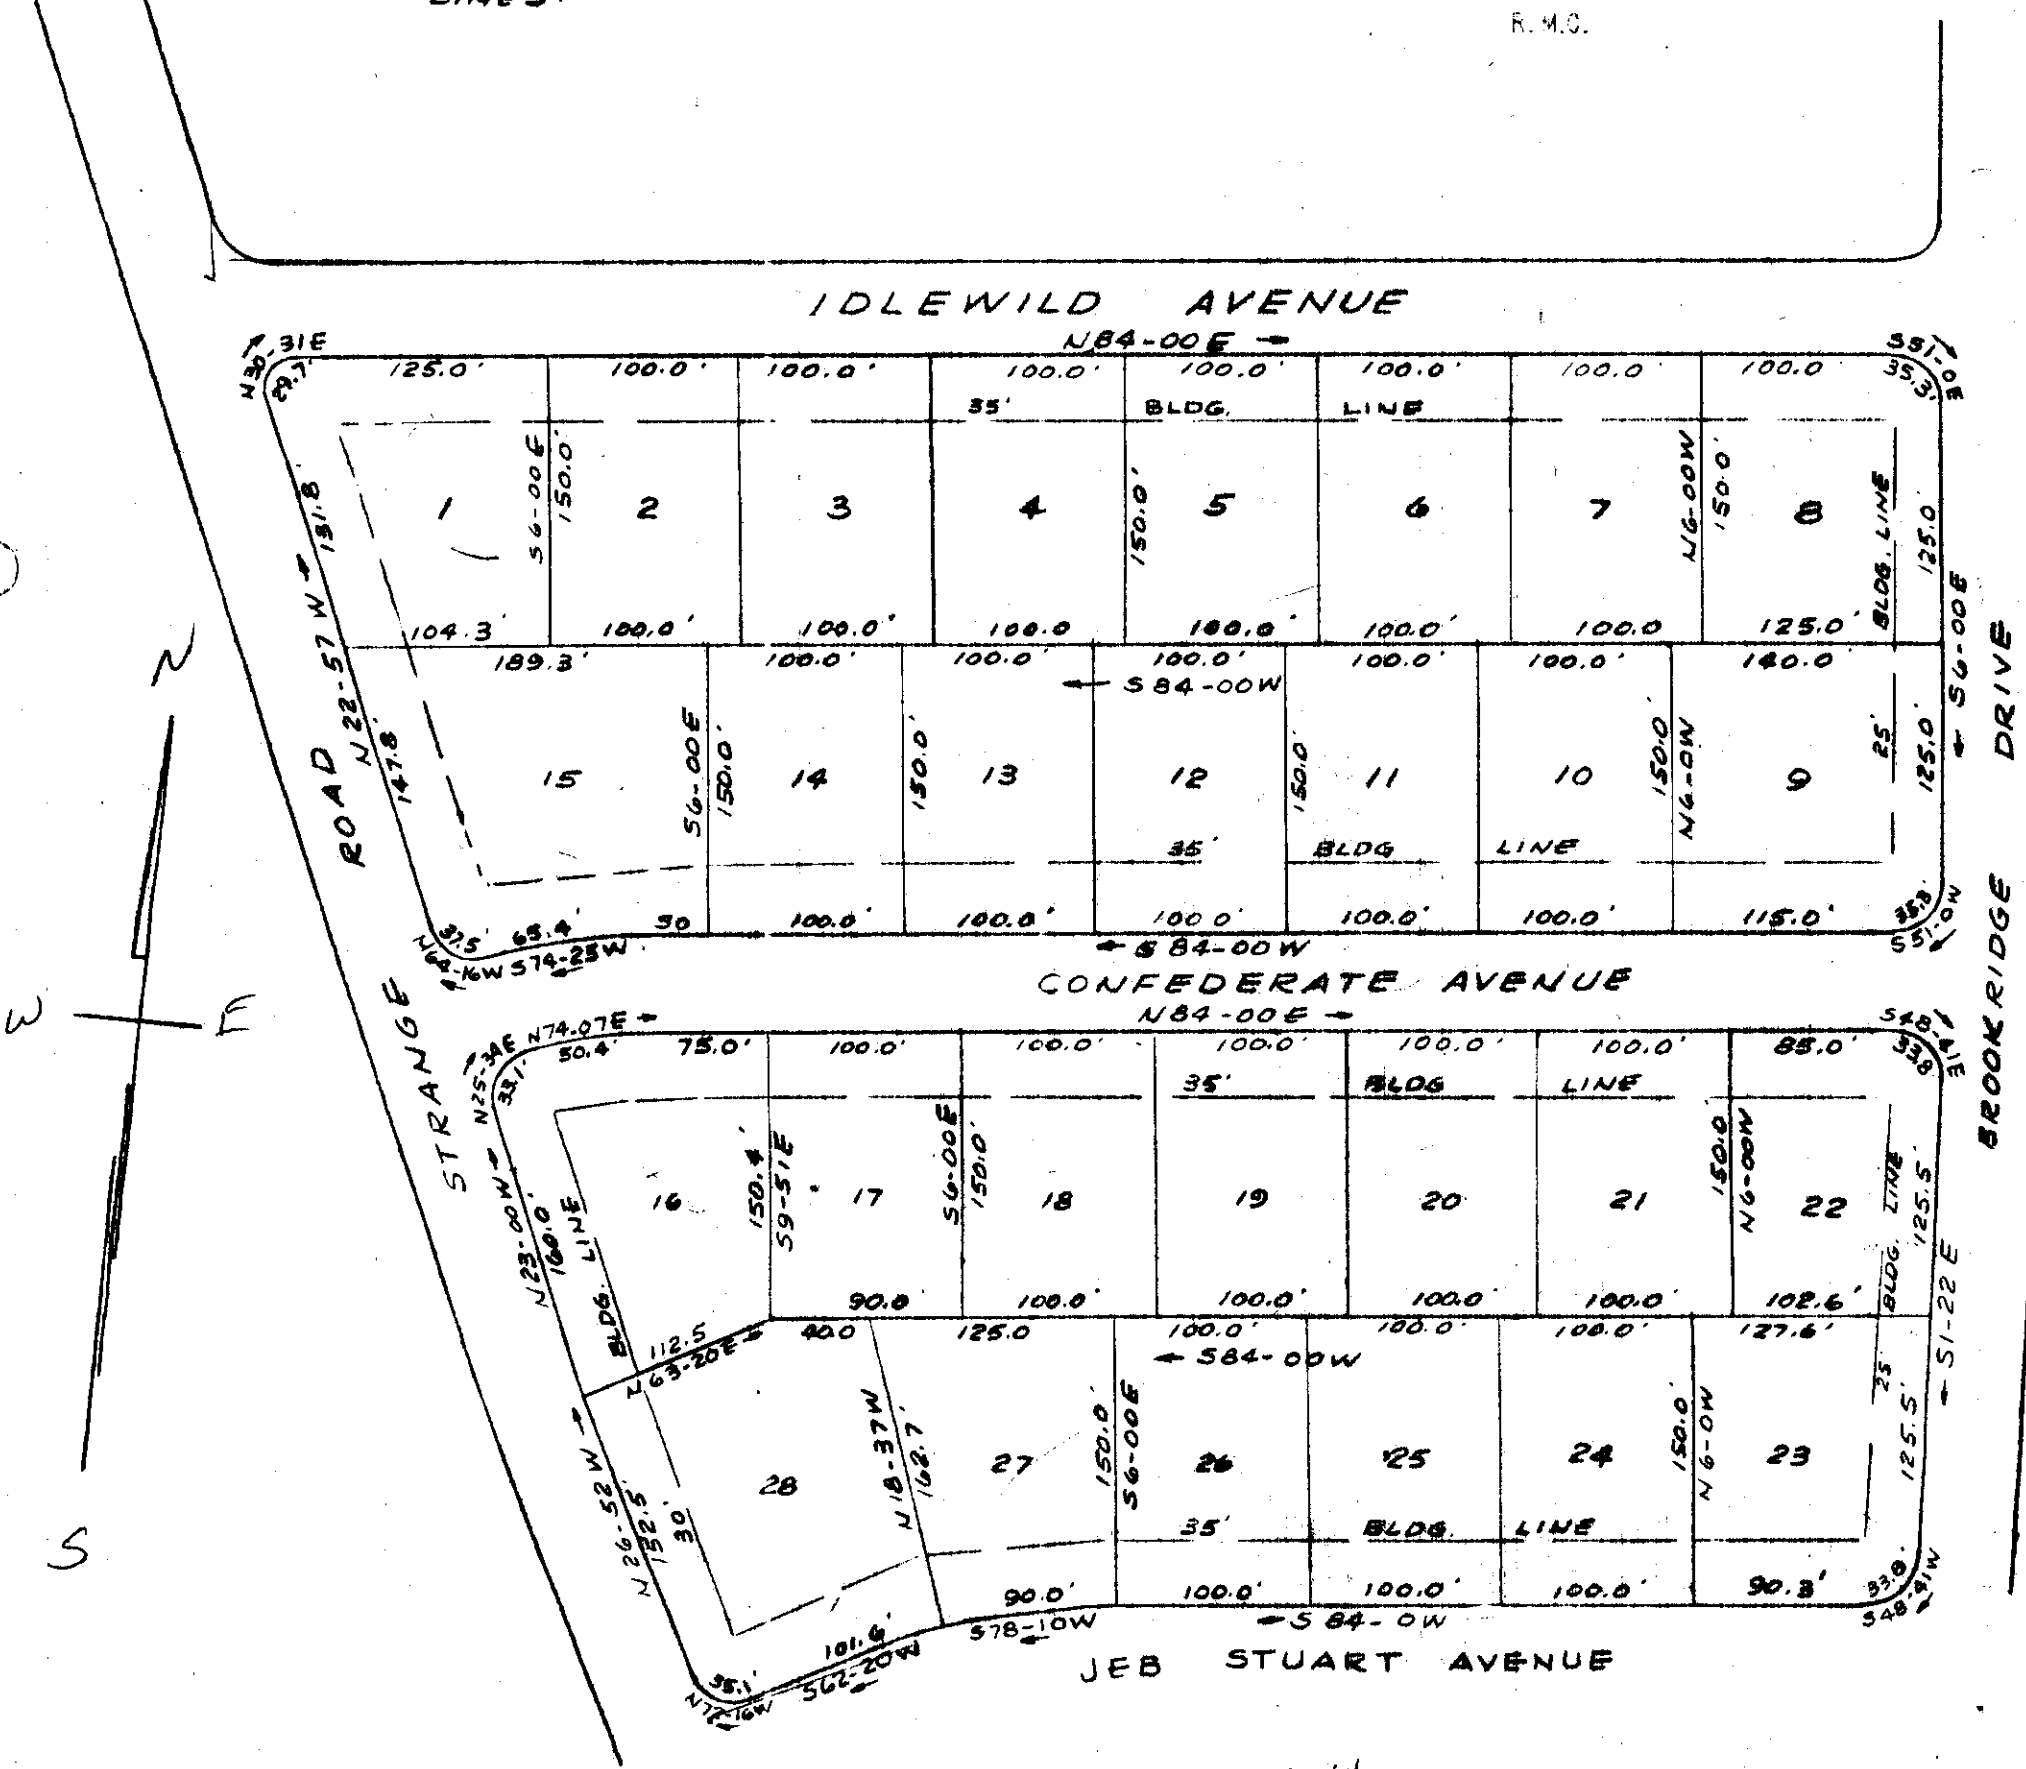 R.M.C.
IDLEWILD AVENUE
N84-00E
N30-31E
29.7'
125.0'
100.0'
100.0'
100.0'
100.0'
100.0'
100.0'
100.0'
S51-0E
35.3'
35' BLDG. LINE
131.8'
1
S6-00E
150.0'
2
3
4
150.0'
5
6
7
N6-00W
150.0'
8
BLDG. LINE
125.0'
104.3'
100.0'
100.0'
100.0
100.0'
100.0'
100.0
125.0'
S6-00E
N22-57W
189.3'
100.0'
100.0'
100.0'
100.0'
100.0'
140.0'
S84-00W
147.8'
15
S6-00E
150.0'
14
150.0'
13
12
150.0'
11
10
150.0'
N6-0W
9
25'
125.0'
35' BLDG LINE
37.5'
65.4'
30
100.0'
100.0'
100.0'
100.0'
100.0'
115.0'
35.3'
N64-16W
S74-25W
S84-00W
S51-0W
CONFEDERATE AVENUE
STRANGE ROAD
BROOKRIDGE DRIVE
N
W
E
S
N25-34E
33.1'
N74.07E
50.4'
75.0'
N84-00E
100.0'
100.0'
100.0'
100.0'
100.0'
85.0'
33.8
35' BLDG LINE
N23-00W
160.0'
BLDG. LINE
16
150.4'
S9-51E
17
S6-00E
150.0'
18
19
20
21
150.0'
N6-00W
22
BLDG. LINE
125.5'
112.5
N63-20E
90.0'
100.0'
100.0'
100.0'
100.0'
102.6'
S1-22E
40.0
125.0
100.0'
100.0'
100.0'
127.6'
S84-00W
N26-52W
152.5'
30'
28
N18-37W
162.7'
27
150.0'
S6-00E
26
25
24
150.0'
N6-0W
23
25'
125.5'
35' BLDG. LINE
35.1'
101.6'
90.0'
100.0'
100.0'
100.0'
90.3'
33.8'
S62-20W
S78-10W
S84-0W
S48-41W
JEB STUART AVENUE